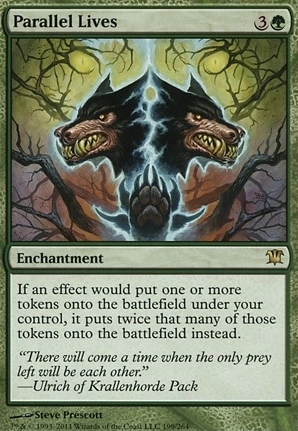 Parallel Lives 3
Enchantment
If an effect would put one or more
tokens onto the battlefield under your
control, it puts twice that many of those
tokens onto the battlefield instead.
“There will come a time when the only prey
left will be each other.”
—Ulrich of Krallenhorde Pack
Steve Prescott
™ & © 1993–2011 Wizards of the Coast LLC 199/264